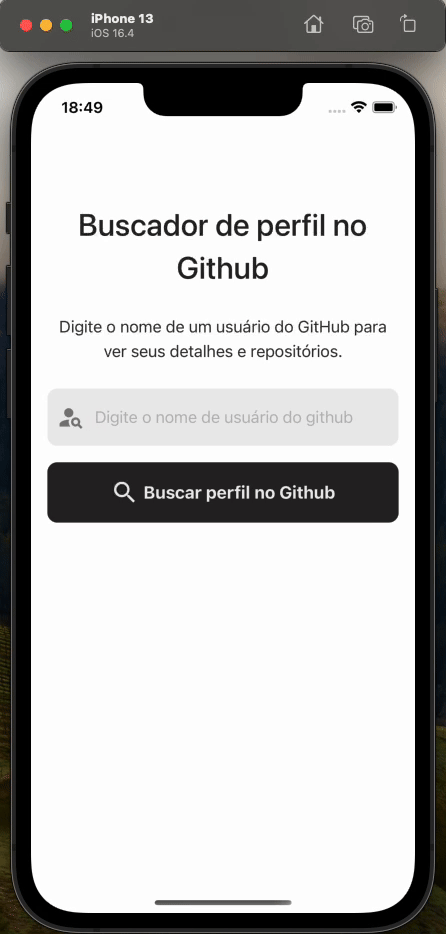 iPhone 13
iOS 16.4
18:49
Buscador de perfil no
Github
Digite o nome de um usuário do GitHub para
ver seus detalhes e repositórios.
Digite o nome de usuário do github
Buscar perfil no Github